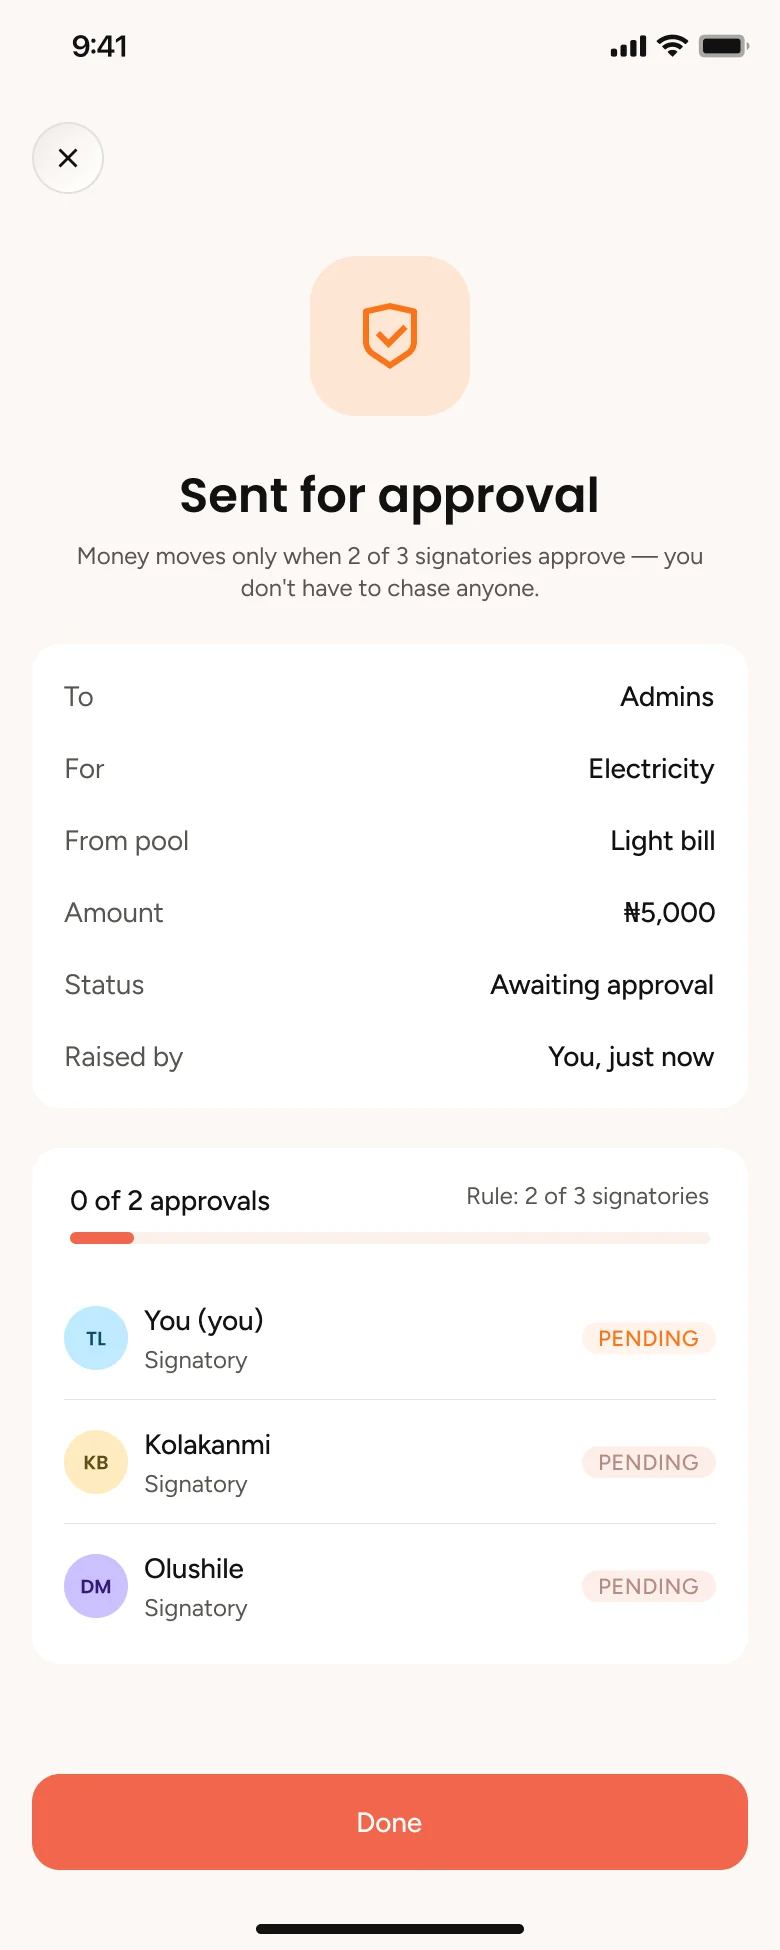 9:41
Sent for approval
Money moves only when 2 of 3 signatories approve — you
don't have to chase anyone.
To Admins
For Electricity
From pool Light bill
Amount ₦5,000
Status Awaiting approval
Raised by You, just now
0 of 2 approvals Rule: 2 of 3 signatories
TL You (you) PENDING
Signatory
KB Kolakanmi PENDING
Signatory
DM Olushile PENDING
Signatory
Done